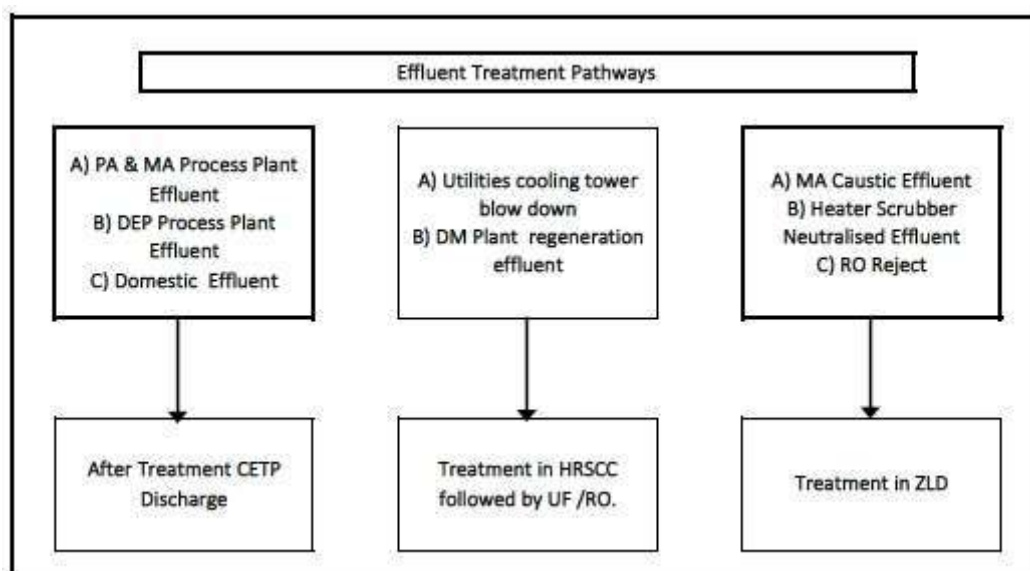 Effluent Treatment Pathways
A) PA & MA Process Plant
Effluent
B) DEP Process Plant
Effluent
C) Domestic Effluent
A) Utilities cooling tower
blow down
B) DM Plant regeneration
effluent
A) MA Caustic Effluent
B) Heater Scrubber
Neutralised Effluent
C) RO Reject
After Treatment CETP
Discharge
Treatment in HRSCC
followed by UF /RO.
Treatment in ZLD